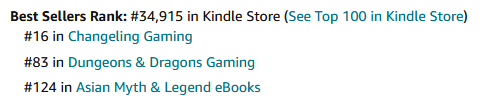 Best Sellers Rank: #34,915 in Kindle Store (See Top 100 in Kindle Store)
#16 in Changeling Gaming
#83 in Dungeons & Dragons Gaming
#124 in Asian Myth & Legend eBooks